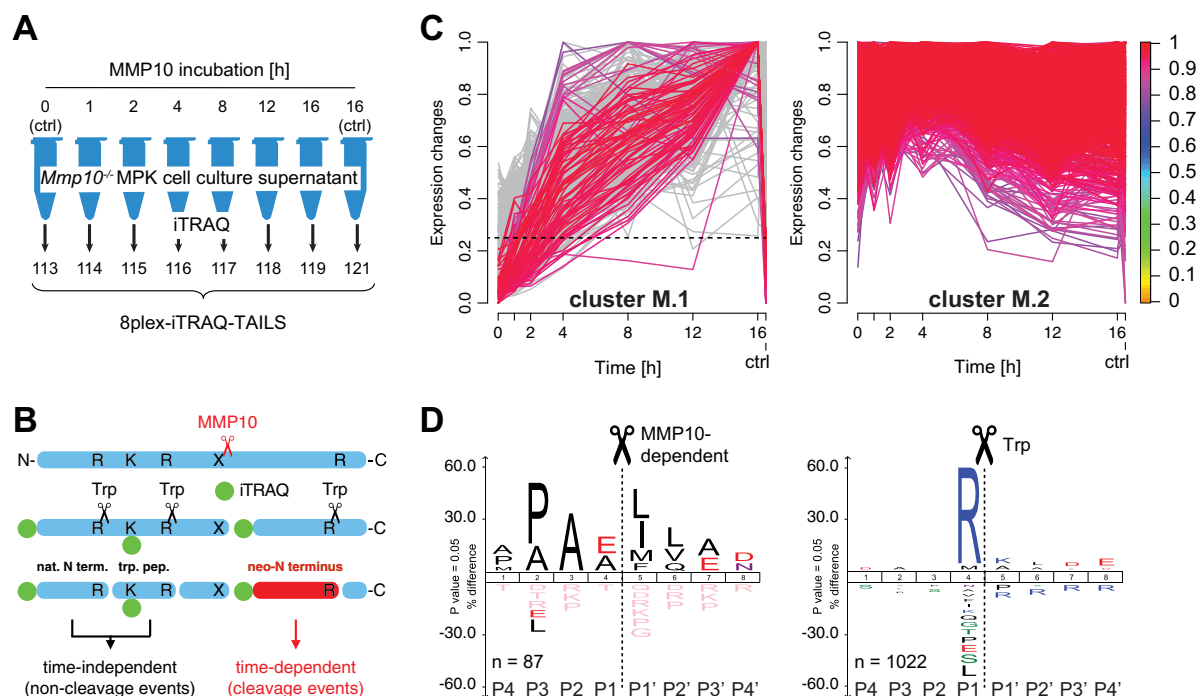 A
MMP10 incubation [h]
0 1 2 4 8 12 16 16
(ctrl) (ctrl)
Mmp10-/- MPK cell culture supernatant
iTRAQ
113 114 115 116 117 118 119 121
8plex-iTRAQ-TAILS
B
MMP10
N- R K R X R -C
Trp Trp iTRAQ Trp
R K R X R -C
nat. N term. trp. pep. neo-N terminus
R K R X R -C
time-independent
(non-cleavage events)
time-dependent
(cleavage events)
C
Expression changes
1.0
0.8
0.6
0.4
0.2
0.0
cluster M.1
0 2 4 8 12 16
ctrl
Time [h]
Expression changes
1.0
0.8
0.6
0.4
0.2
0.0
cluster M.2
0 2 4 8 12 16
ctrl
Time [h]
1
0.9
0.8
0.7
0.6
0.5
0.4
0.3
0.2
0.1
0
D
MMP10-
dependent
60.0
30.0
P value = 0.05
% difference
-30.0
-60.0
1 2 3 4 5 6 7 8
n = 87
P4 P3 P2 P1 P1' P2' P3' P4'
Trp
60.0
30.0
P value = 0.05
% difference
-30.0
-60.0
1 2 3 4 5 6 7 8
n = 1022
P4 P3 P2 P1 P1' P2' P3' P4'